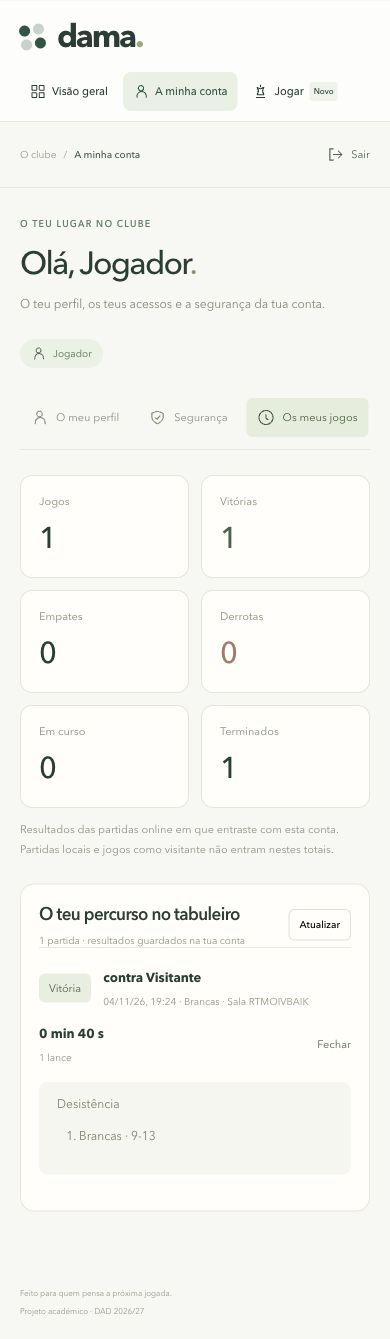 dama.
Visão geral
A minha conta
Jogar Novo
O clube / A minha conta
Sair
O TEU LUGAR NO CLUBE
Olá, Jogador.
O teu perfil, os teus acessos e a segurança da tua conta.
Jogador
O meu perfil
Segurança
Os meus jogos
Jogos
1
Vitórias
1
Empates
0
Derrotas
0
Em curso
0
Terminados
1
Resultados das partidas online em que entraste com esta conta.
Partidas locais e jogos como visitante não entram nestes totais.
O teu percurso no tabuleiro
1 partida · resultados guardados na tua conta
Atualizar
Vitória
contra Visitante
04/11/26, 19:24 · Brancas · Sala RTMOIVBAIK
0 min 40 s
1 lance
Fechar
Desistência
1. Brancas · 9-13
Feito para quem pensa a próxima jogada.
Projeto académico · DAD 2026/27